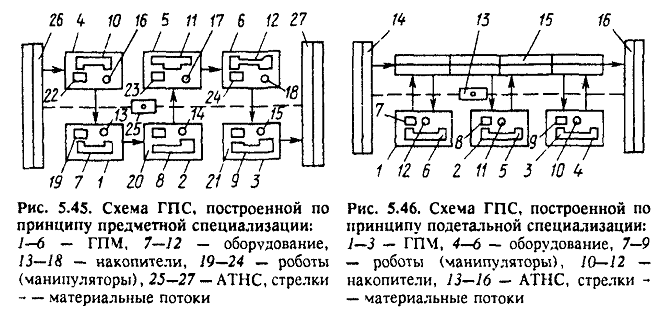 26 4 10 16 5 11 17 6 12 27
22 23 24 18
13 25 14 15
19 7 1 20 8 2 21 9 3
Рис. 5.45. Схема ГПС, построенной по
принципу предметной специализации:
1—6 — ГПМ, 7—12 — оборудование,
13—18 — накопители, 19—24 — роботы
(манипуляторы), 25—27 — АТНС, стрелки
- — материальные потоки
14 13 15 16
7 8 9
1 12 6 2 11 5 3 10 4
Рис. 5.46. Схема ГПС, построенной по
принципу подетальной специализации:
1—3 — ГПМ, 4—6 — оборудование, 7—9
— роботы (манипуляторы), 10—12 —
накопители, 13—16 — АТНС, стрелки -
— материальные потоки